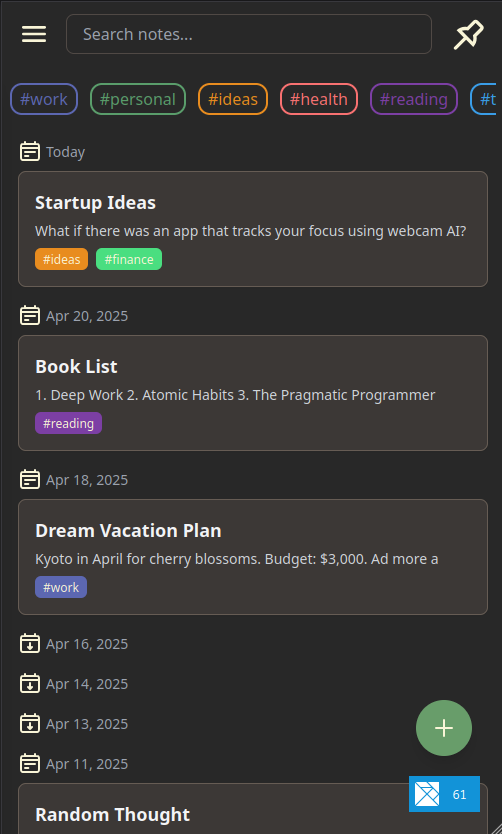 Search notes...
#work #personal #ideas #health #reading #t
Today
Startup Ideas
What if there was an app that tracks your focus using webcam AI?
#ideas #finance
Apr 20, 2025
Book List
1. Deep Work 2. Atomic Habits 3. The Pragmatic Programmer
#reading
Apr 18, 2025
Dream Vacation Plan
Kyoto in April for cherry blossoms. Budget: $3,000. Ad more a
#work
Apr 16, 2025
Apr 14, 2025
Apr 13, 2025
Apr 11, 2025
61
Random Thought